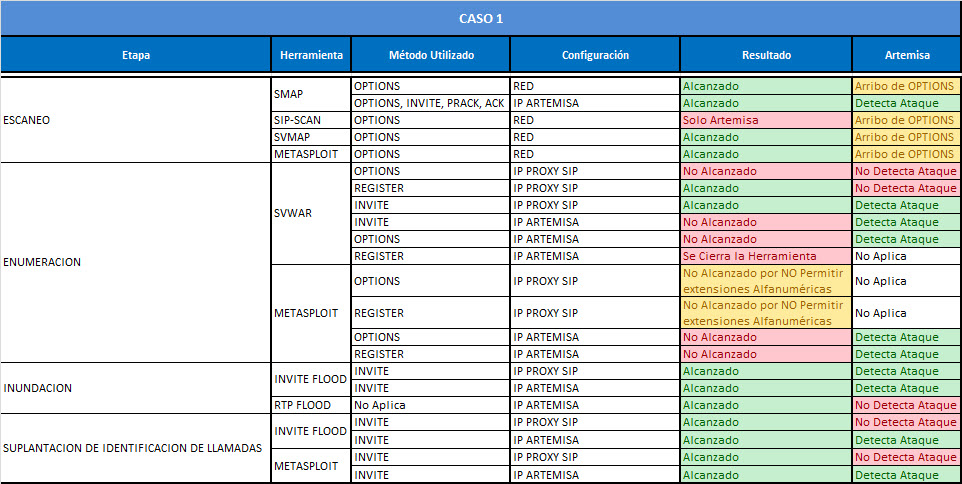 CASO 1
Etapa Herramienta Método Utilizado Configuración Resultado Artemisa
ESCANEO SMAP OPTIONS RED Alcanzado Arribo de OPTIONS
OPTIONS, INVITE, PRACK, ACK IP ARTEMISA Alcanzado Detecta Ataque
SIP-SCAN OPTIONS RED Solo Artemisa Arribo de OPTIONS
SVMAP OPTIONS RED Alcanzado Arribo de OPTIONS
METASPLOIT OPTIONS RED Alcanzado Arribo de OPTIONS
ENUMERACION SVWAR OPTIONS IP PROXY SIP No Alcanzado No Detecta Ataque
REGISTER IP PROXY SIP Alcanzado No Detecta Ataque
INVITE IP PROXY SIP Alcanzado Detecta Ataque
INVITE IP ARTEMISA No Alcanzado Detecta Ataque
OPTIONS IP ARTEMISA No Alcanzado Detecta Ataque
REGISTER IP ARTEMISA Se Cierra la Herramienta No Aplica
METASPLOIT OPTIONS IP PROXY SIP No Alcanzado por NO Permitir
extensiones Alfanuméricas No Aplica
REGISTER IP PROXY SIP No Alcanzado por NO Permitir
extensiones Alfanuméricas No Aplica
OPTIONS IP ARTEMISA No Alcanzado Detecta Ataque
REGISTER IP ARTEMISA No Alcanzado Detecta Ataque
INUNDACION INVITE FLOOD INVITE IP PROXY SIP Alcanzado Detecta Ataque
INVITE IP ARTEMISA Alcanzado Detecta Ataque
RTP FLOOD No Aplica IP ARTEMISA Alcanzado No Detecta Ataque
SUPLANTACION DE IDENTIFICACION DE LLAMADAS INVITE FLOOD INVITE IP PROXY SIP Alcanzado No Detecta Ataque
INVITE IP ARTEMISA Alcanzado Detecta Ataque
METASPLOIT INVITE IP PROXY SIP Alcanzado No Detecta Ataque
INVITE IP ARTEMISA Alcanzado Detecta Ataque